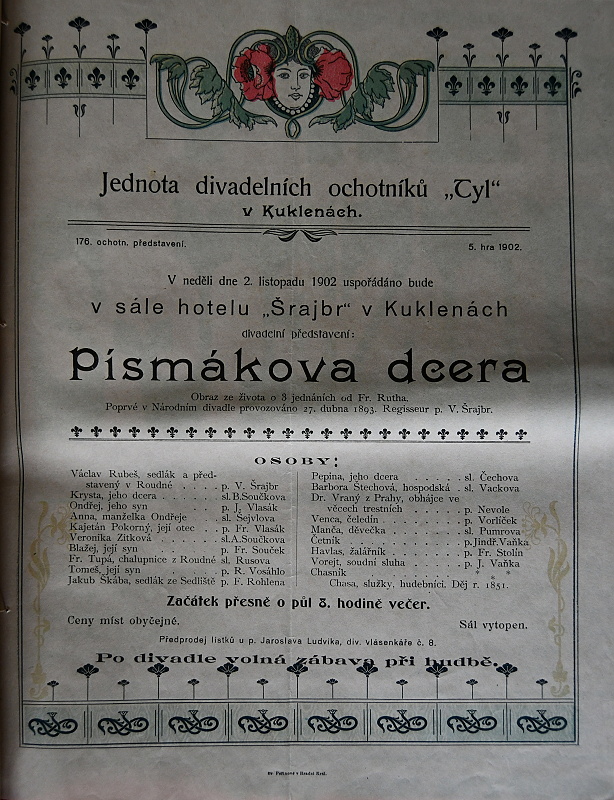 Jednota divadelních ochotníků „Tyl“
v Kuklenách.
176. ochotn. představení.
5. hra 1902.
V neděli dne 2. listopadu 1902 uspořádáno bude
v sále hotelu „Šrajbr“ v Kuklenách
divadelní představení:
Písmákova dcera
Obraz ze života o 3 jednáních od Fr. Rutha.
Poprvé v Národním divadle provozováno 27. dubna 1893. Regisseur p. V. Šrajbr.
OSOBY:
Václav Rubeš, sedlák a před-
stavený v Roudné . . . . p. V. Šrajbr
Krysta, jeho dcera . . . . . sl. B. Součkova
Ondřej, jeho syn . . . . p. J. Vlasák
Anna, manželka Ondřeje . . sl. Šejvlova
Kajetán Pokorný, její otec . . p. Fr. Vlasák
Veronika Zítková . . . . . sl. A. Součkova
Blažej, její syn . . . . . p. Fr. Souček
Fr. Tupá, chalupnice z Roudné sl. Rusova
Tomeš, její syn . . . . . p. R. Vosáhlo
Jakub Škába, sedlák ze Sedliště p. F. Rohlena
Pepina, jeho dcera . . . . . sl. Čechova
Barbora Štechová, hospodská . sl. Vackova
Dr. Vraný z Prahy, obhájce ve
věcech trestních . . . . . p. Nevole
Venca, čeledín . . . . . . p. Vorlíček
Manča, děvečka . . . . . . sl. Pumrova
Četník . . . . . . . p. Jindř. Vaňka
Havlas, žalářník . . . . . . p. Fr. Stolín
Vorejt, soudní sluha . . . . p. J. Vaňka
Chasník . . . . . . . * * *
Chasa, služky, hudebníci. Děj r. 1851.
Začátek přesně o půl 8. hodině večer.
Ceny míst obyčejné.
Sál vytopen.
Předprodej lístků u p. Jaroslava Ludvíka, div. vlásenkáře č. 8.
Po divadle volná zábava při hudbě.
v Hradci Král.